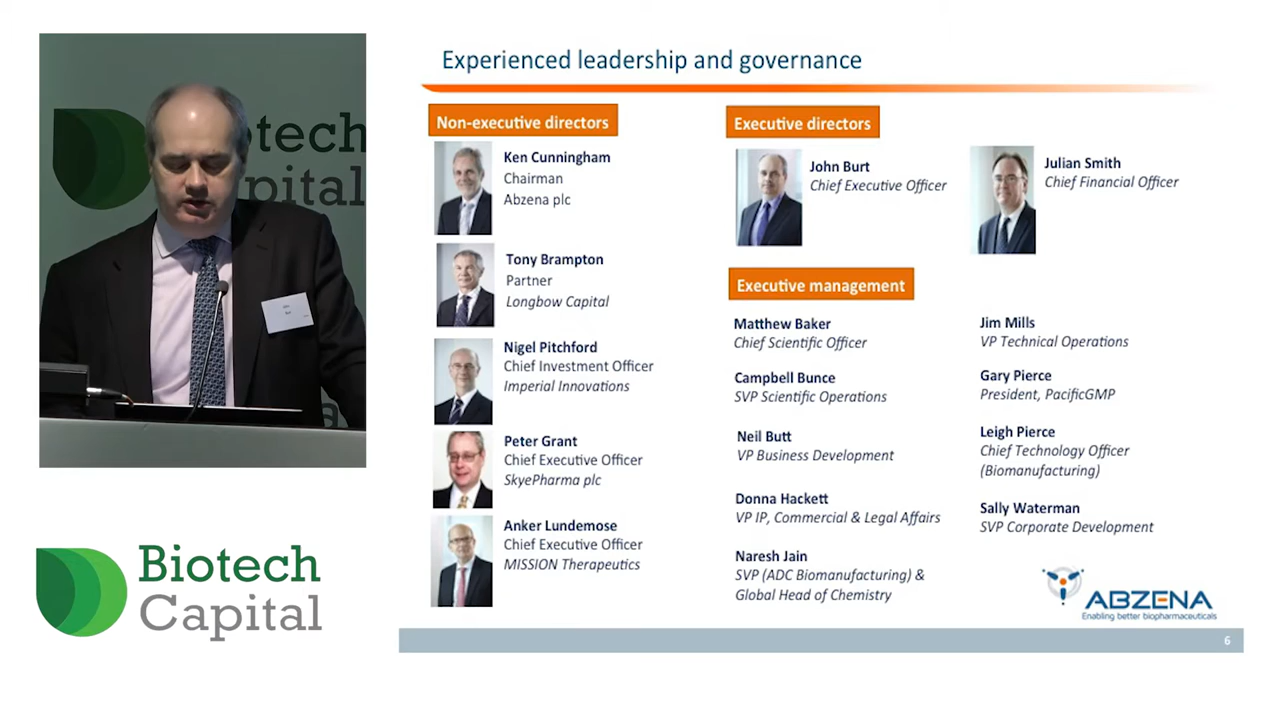 otech
apital
Biotech
Capital
Experienced leadership and governance
Non-executive directors
Ken Cunningham
Chairman
Abzena plc
Tony Brampton
Partner
Longbow Capital
Nigel Pitchford
Chief Investment Officer
Imperial Innovations
Peter Grant
Chief Executive Officer
SkyePharma plc
Anker Lundemose
Chief Executive Officer
MISSION Therapeutics
Executive directors
John Burt
Chief Executive Officer
Julian Smith
Chief Financial Officer
Executive management
Matthew Baker
Chief Scientific Officer
Campbell Bunce
SVP Scientific Operations
Neil Butt
VP Business Development
Donna Hackett
VP IP, Commercial & Legal Affairs
Naresh Jain
SVP (ADC Biomanufacturing) &
Global Head of Chemistry
Jim Mills
VP Technical Operations
Gary Pierce
President, PacificGMP
Leigh Pierce
Chief Technology Officer
(Biomanufacturing)
Sally Waterman
SVP Corporate Development
ABZENA
Enabling better biopharmaceuticals
6